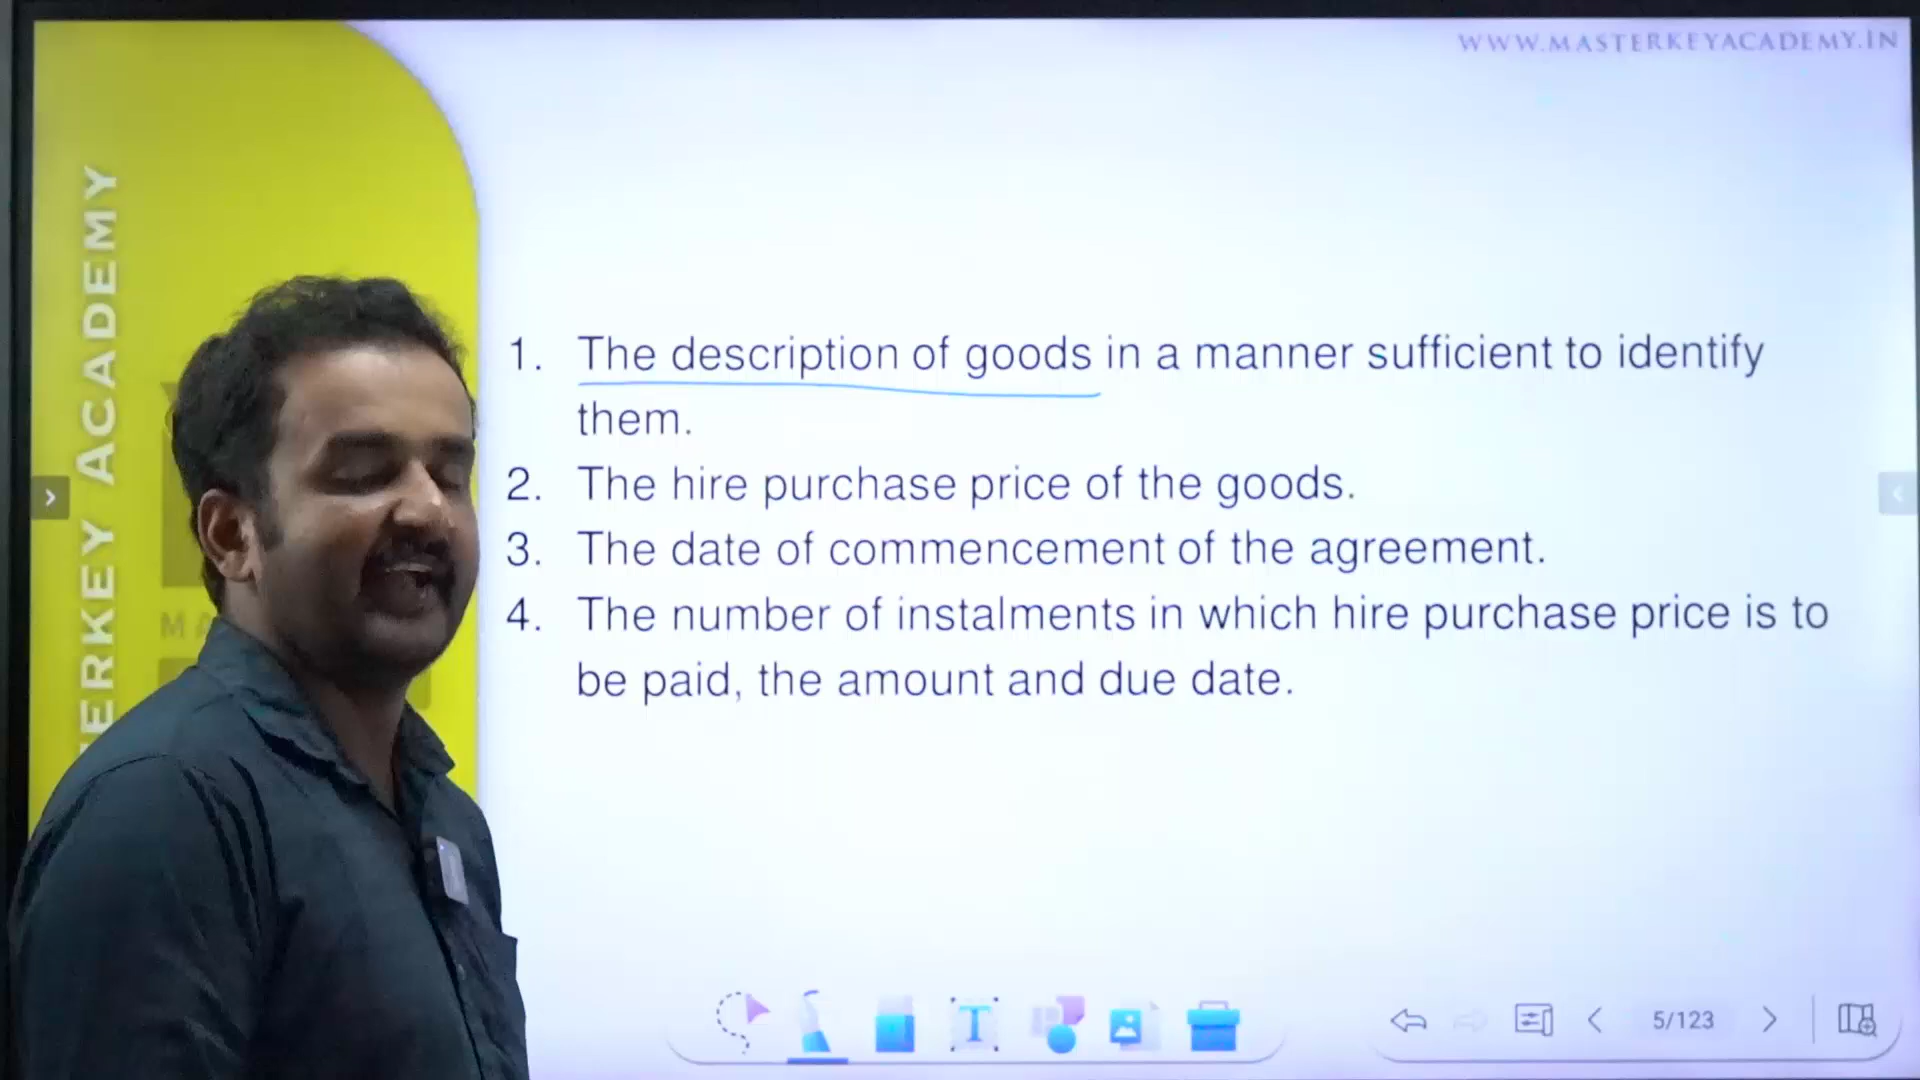 WWW.MASTERKEYACADEMY.IN
ERKEY ACADEMY
MA
1. The description of goods in a manner sufficient to identify
them.
2. The hire purchase price of the goods.
3. The date of commencement of the agreement.
4. The number of instalments in which hire purchase price is to
be paid, the amount and due date.
T
5/123